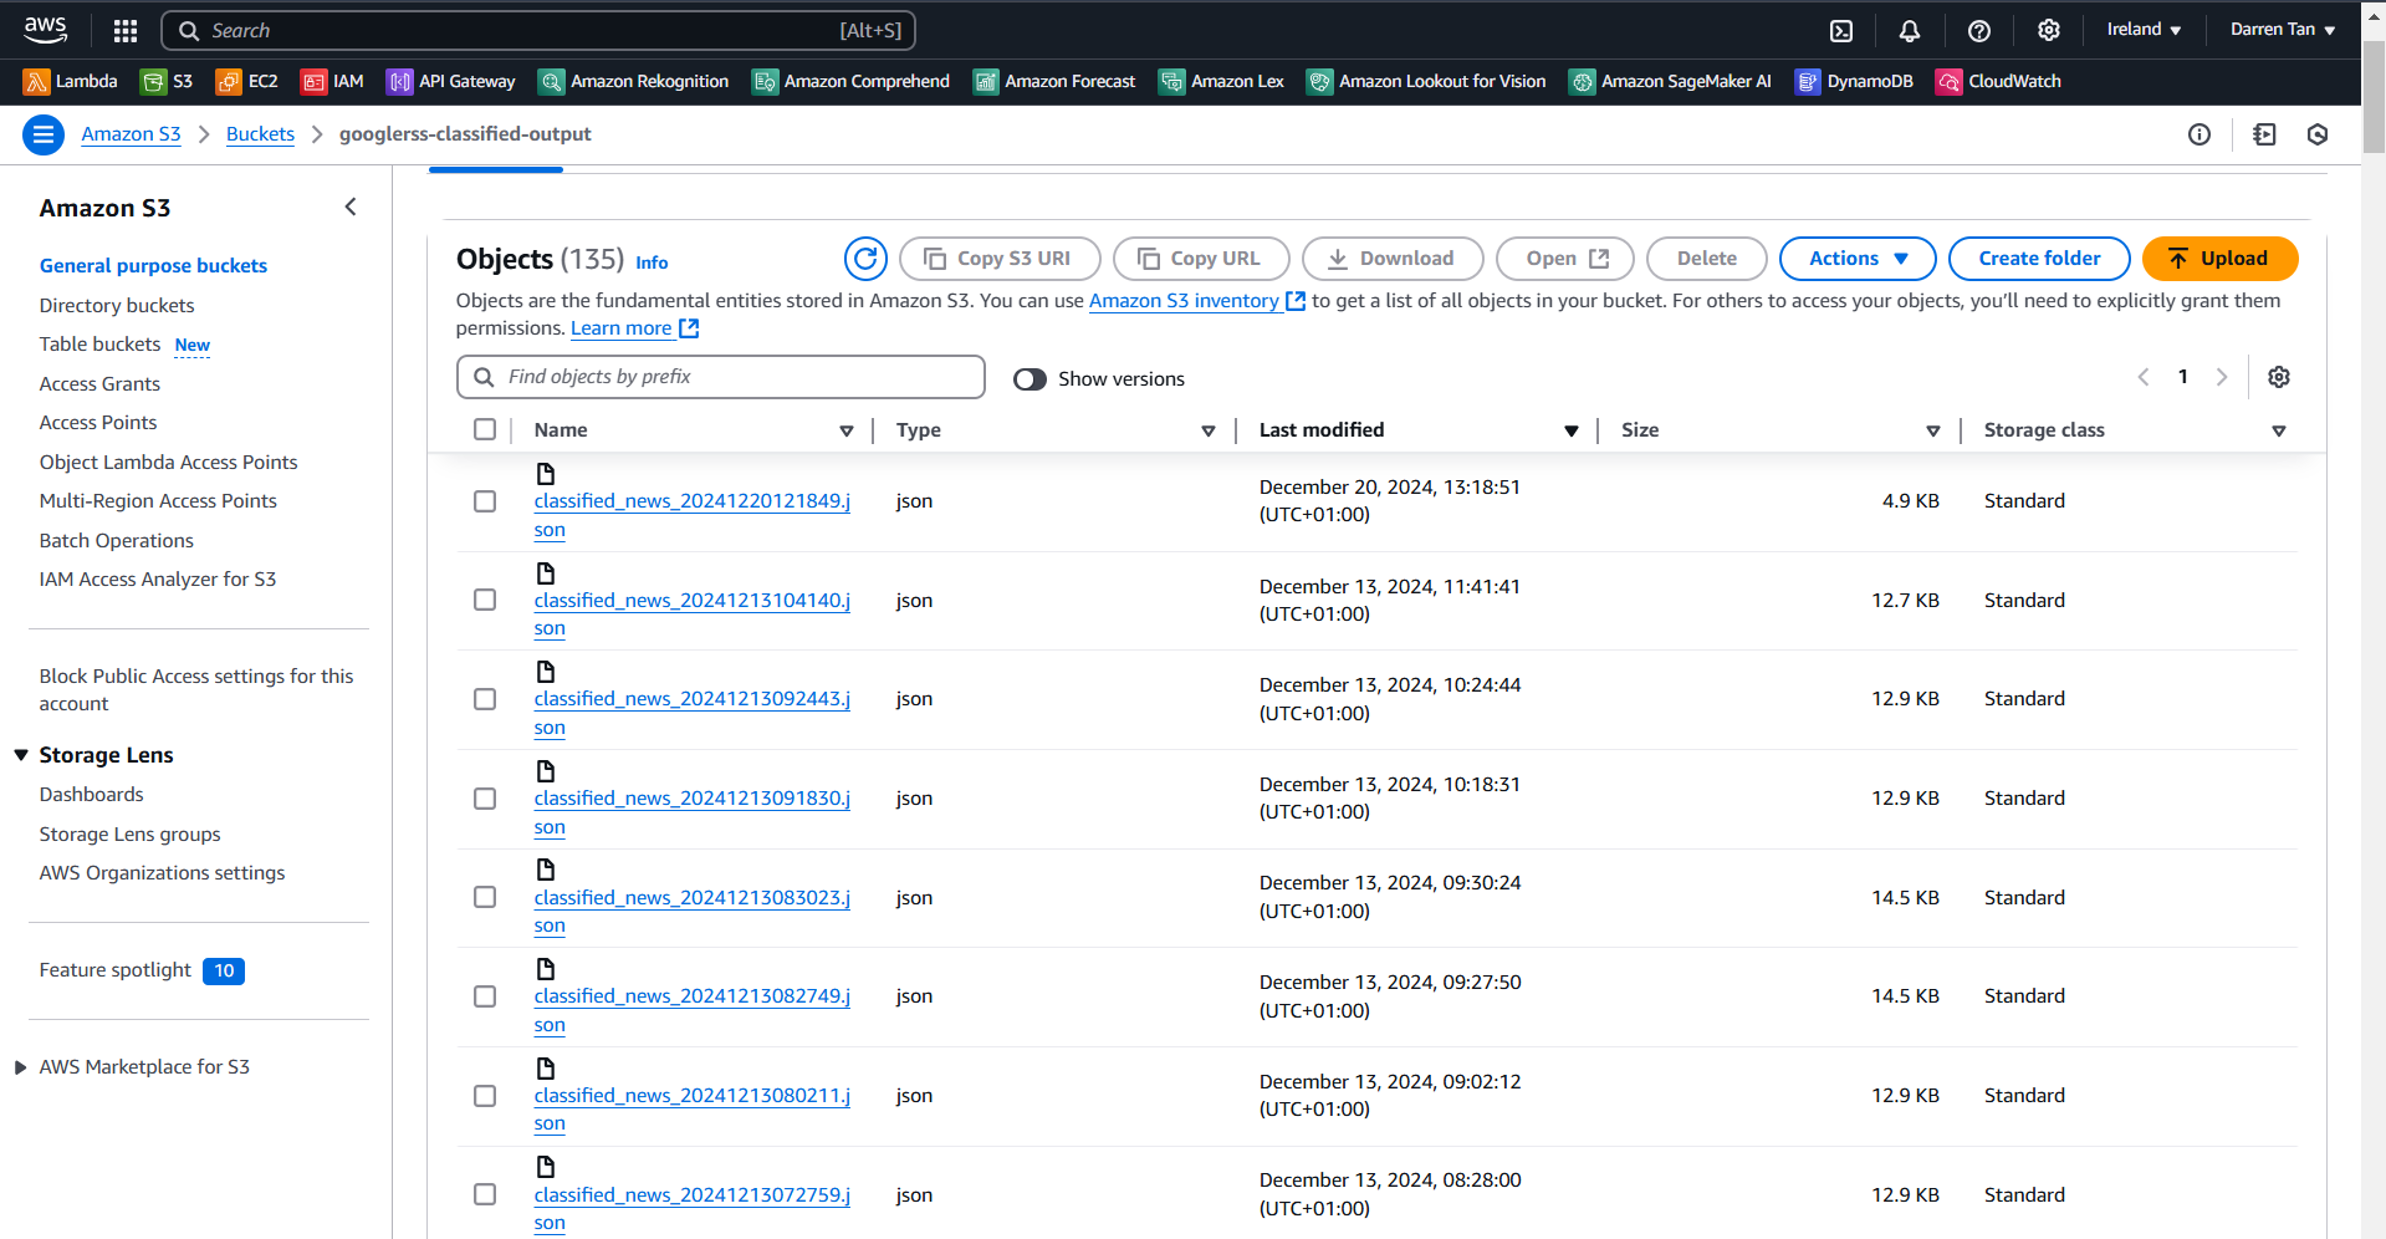 aws Search [Alt+S] Ireland Darren Tan
Lambda S3 EC2 IAM API Gateway Amazon Rekognition Amazon Comprehend Amazon Forecast Amazon Lex Amazon Lookout for Vision Amazon SageMaker AI DynamoDB CloudWatch
Amazon S3 Buckets googlerss-classified-output
Amazon S3
General purpose buckets
Directory buckets
Table buckets New
Access Grants
Access Points
Object Lambda Access Points
Multi-Region Access Points
Batch Operations
IAM Access Analyzer for S3
Block Public Access settings for this
account
Storage Lens
Dashboards
Storage Lens groups
AWS Organizations settings
Feature spotlight 10
AWS Marketplace for S3
Objects (135) Info Copy S3 URI Copy URL Download Open Delete Actions Create folder Upload
Objects are the fundamental entities stored in Amazon S3. You can use Amazon S3 inventory to get a list of all objects in your bucket. For others to access your objects, you'll need to explicitly grant them
permissions. Learn more
Find objects by prefix Show versions 1
Name Type Last modified Size Storage class
classified_news_20241220121849.j
son
json
December 20, 2024, 13:18:51
(UTC+01:00)
4.9 KB
Standard
classified_news_20241213104140.j
son
json
December 13, 2024, 11:41:41
(UTC+01:00)
12.7 KB
Standard
classified_news_20241213092443.j
son
json
December 13, 2024, 10:24:44
(UTC+01:00)
12.9 KB
Standard
classified_news_20241213091830.j
son
json
December 13, 2024, 10:18:31
(UTC+01:00)
12.9 KB
Standard
classified_news_20241213083023.j
son
json
December 13, 2024, 09:30:24
(UTC+01:00)
14.5 KB
Standard
classified_news_20241213082749.j
son
json
December 13, 2024, 09:27:50
(UTC+01:00)
14.5 KB
Standard
classified_news_20241213080211.j
son
json
December 13, 2024, 09:02:12
(UTC+01:00)
12.9 KB
Standard
classified_news_20241213072759.j
son
json
December 13, 2024, 08:28:00
(UTC+01:00)
12.9 KB
Standard